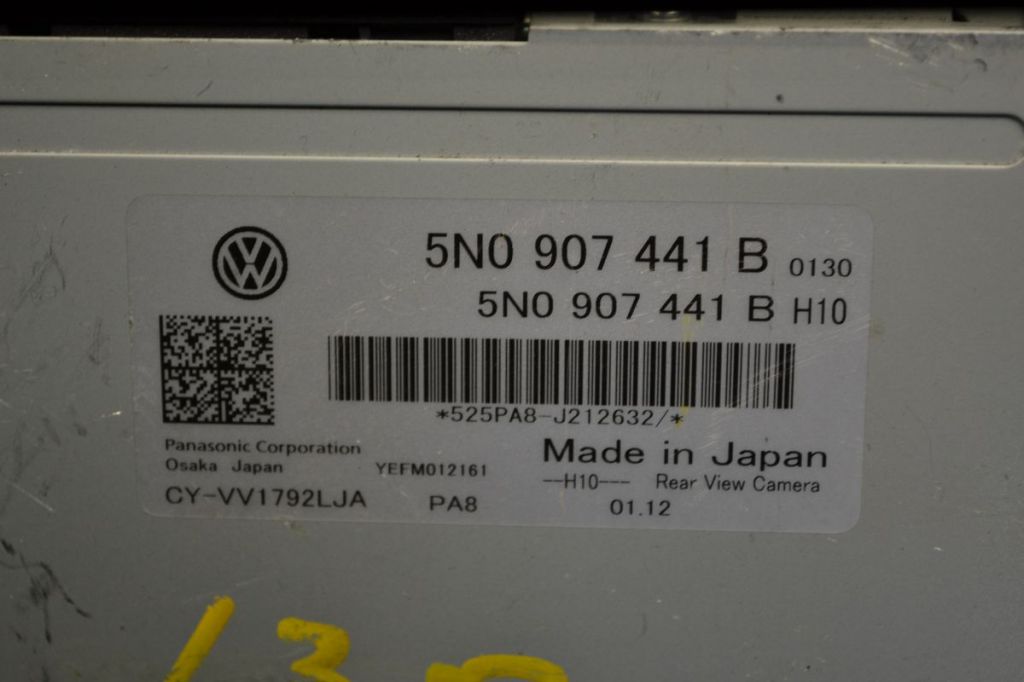 5N0 907 441 B 0130
5N0 907 441 B H10
*525PA8-J212632/*
Panasonic Corporation
Osaka Japan
YEFM012161
Made in Japan
--H10--- Rear View Camera
CY-VV1792LJA
PA8
01.12